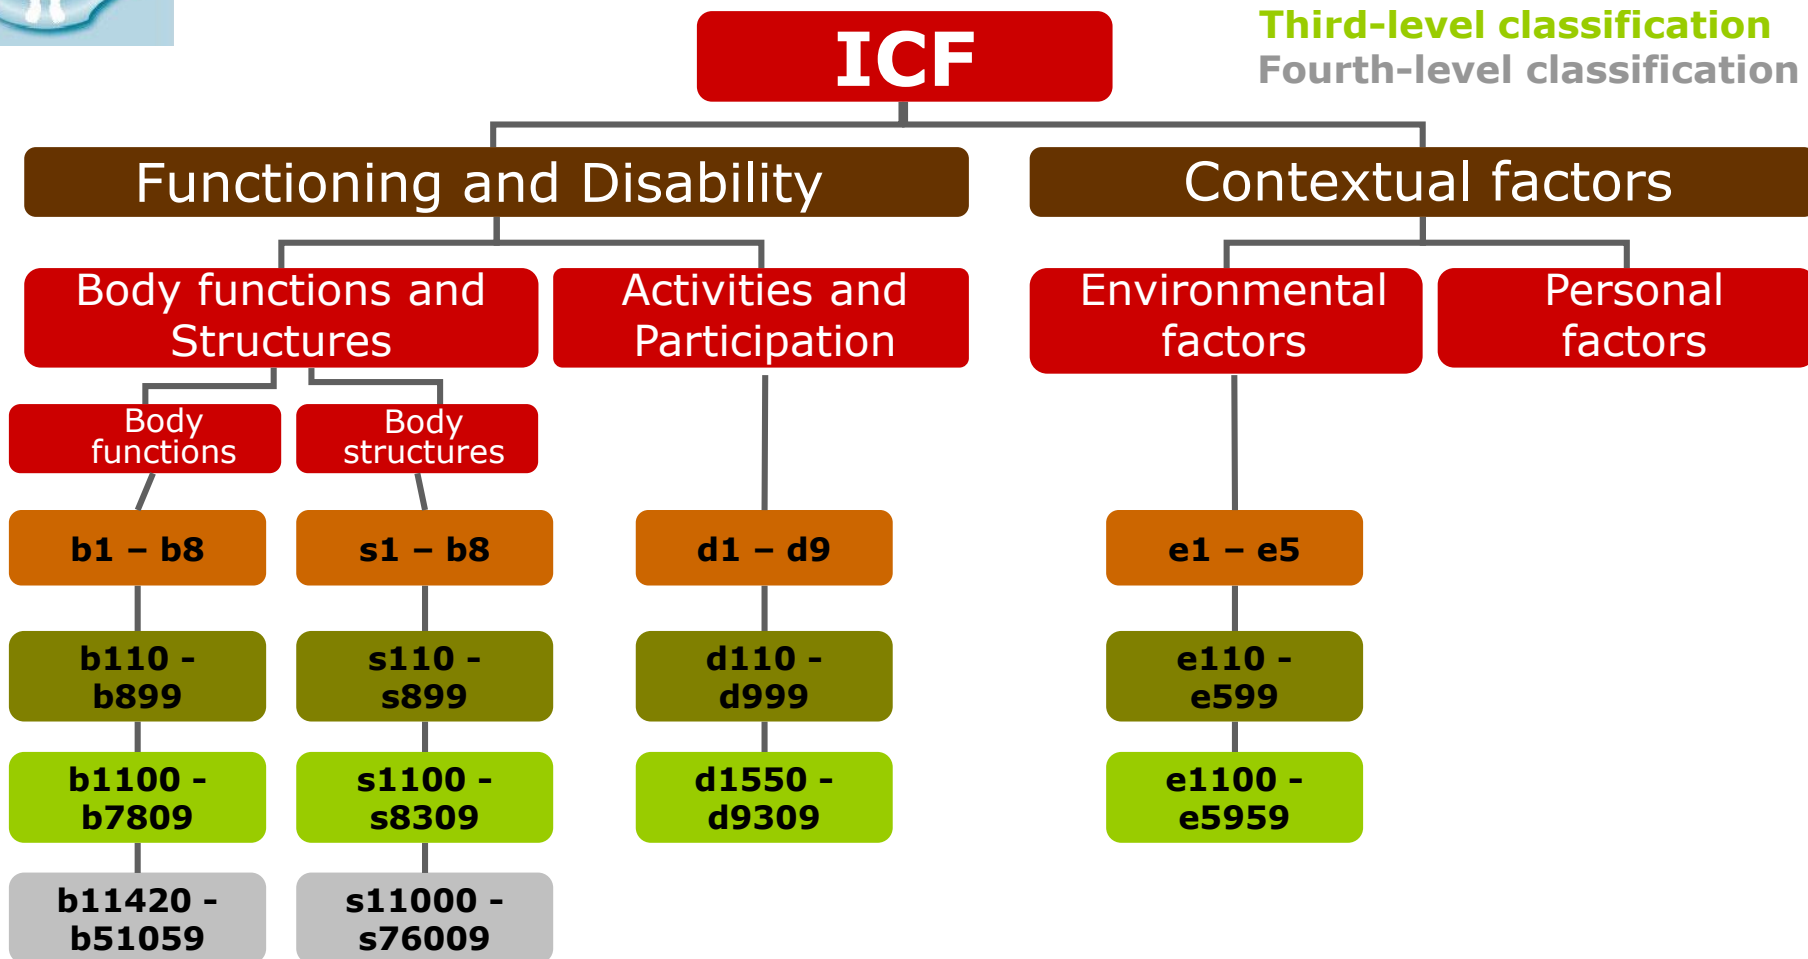 ICF
Third-level classification
Fourth-level classification
Functioning and Disability
Contextual factors
Body functions and
Structures
Activities and
Participation
Environmental
factors
Personal
factors
Body
functions
Body
structures
b1 – b8
s1 – b8
d1 – d9
e1 – e5
b110 -
b899
s110 -
s899
d110 -
d999
e110 -
e599
b1100 -
b7809
s1100 -
s8309
d1550 -
d9309
e1100 -
e5959
b11420 -
b51059
s11000 -
s76009